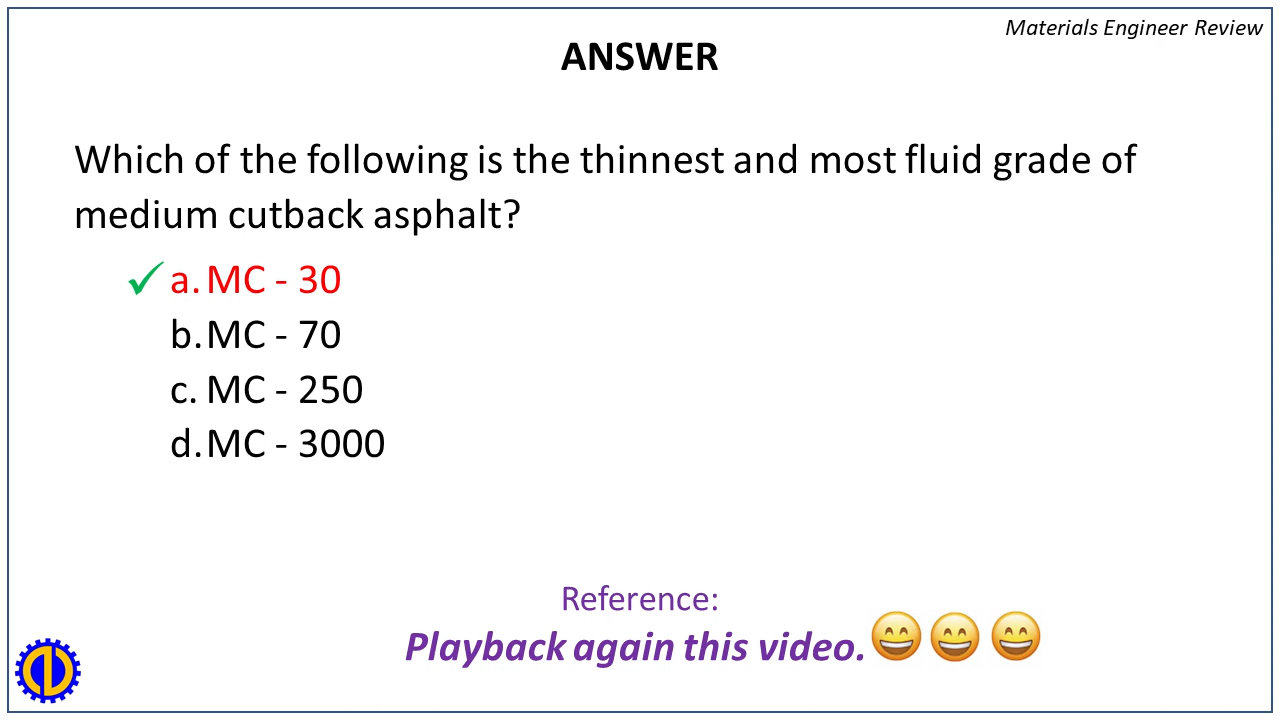 Materials Engineer Review
ANSWER
Which of the following is the thinnest and most fluid grade of
medium cutback asphalt?
✓ a. MC - 30
b. MC - 70
c. MC - 250
d. MC - 3000
Reference:
Playback again this video. 😄 😄 😄